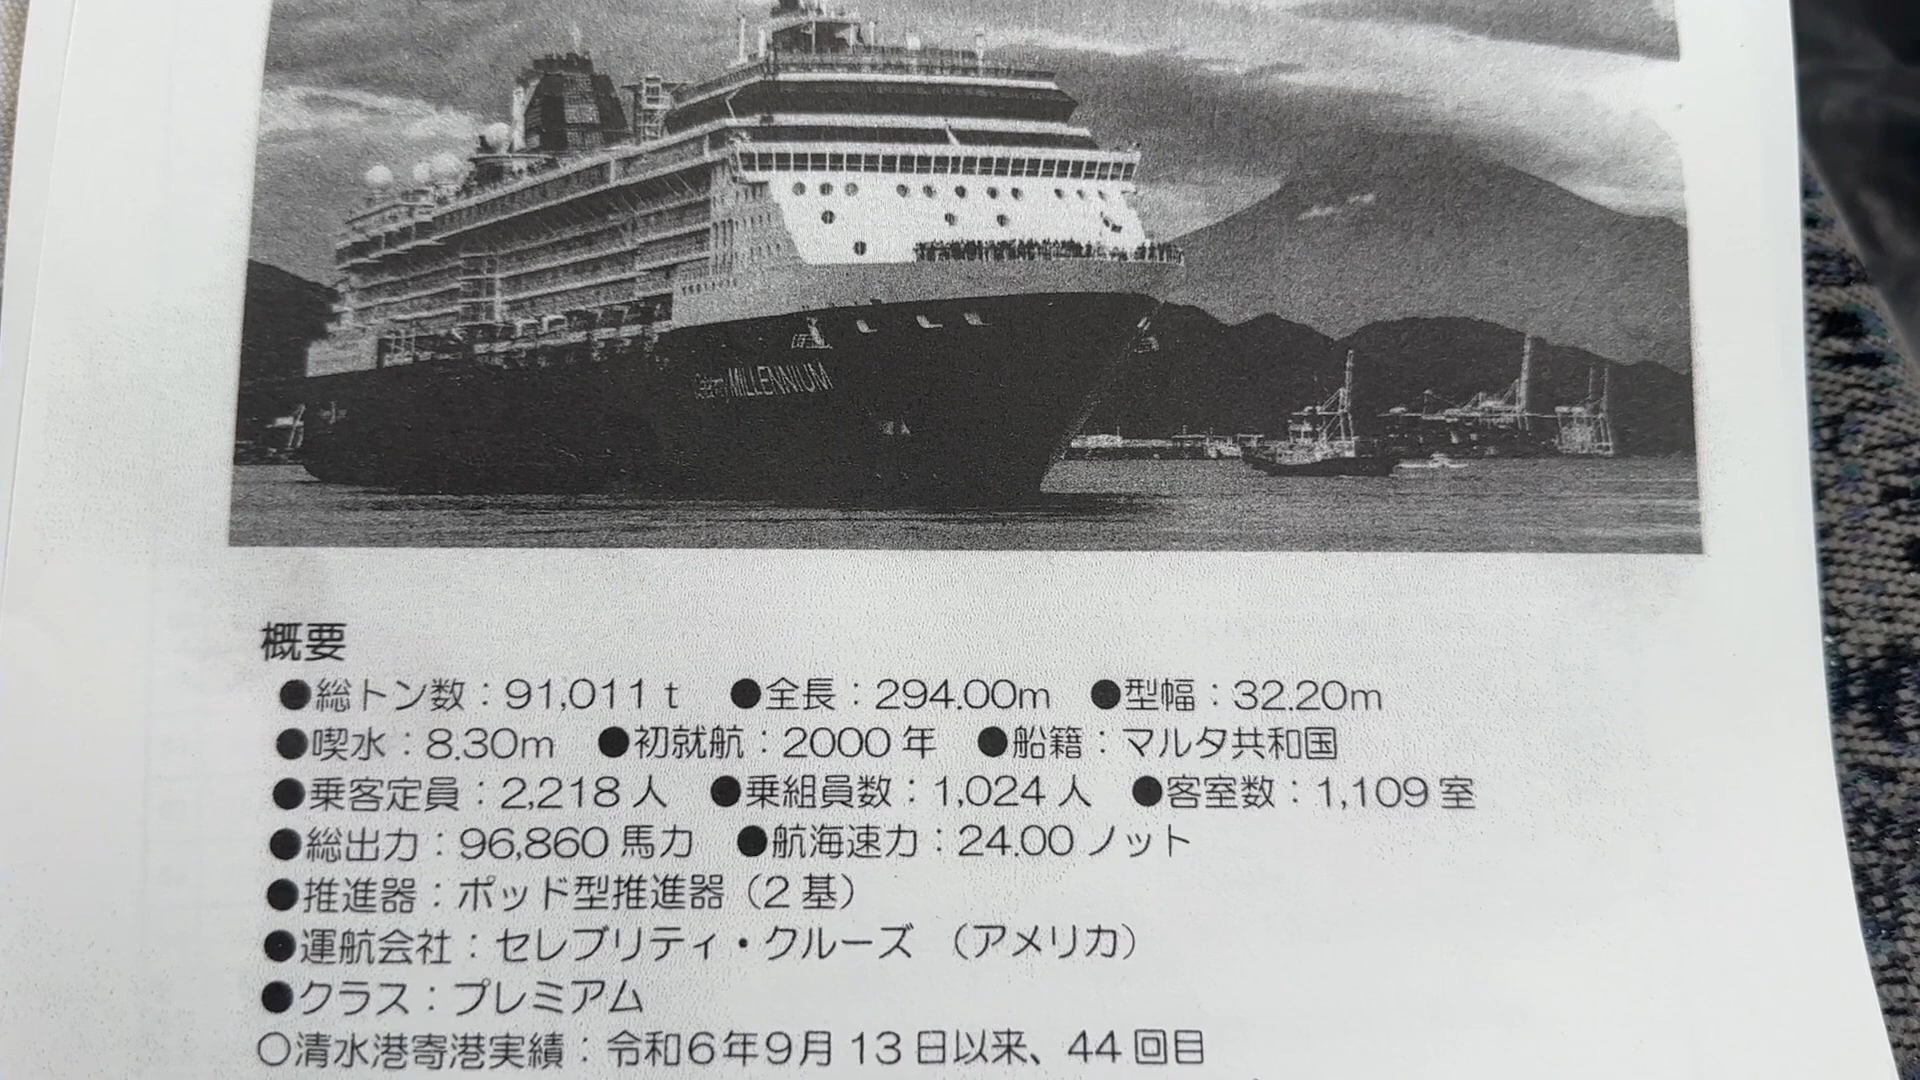 Celebrity MILLENNIUM
概要
●総トン数：91,011ｔ ●全長：294.00m ●型幅：32.20m
●喫水：8.30m ●初就航：2000年 ●船籍：マルタ共和国
●乗客定員：2,218人 ●乗組員数：1,024人 ●客室数：1,109室
●総出力：96,860馬力 ●航海速力：24.00ノット
●推進器：ポッド型推進器（2基）
●運航会社：セレブリティ・クルーズ （アメリカ）
●クラス：プレミアム
○清水港寄港実績：令和6年9月13日以来、44回目